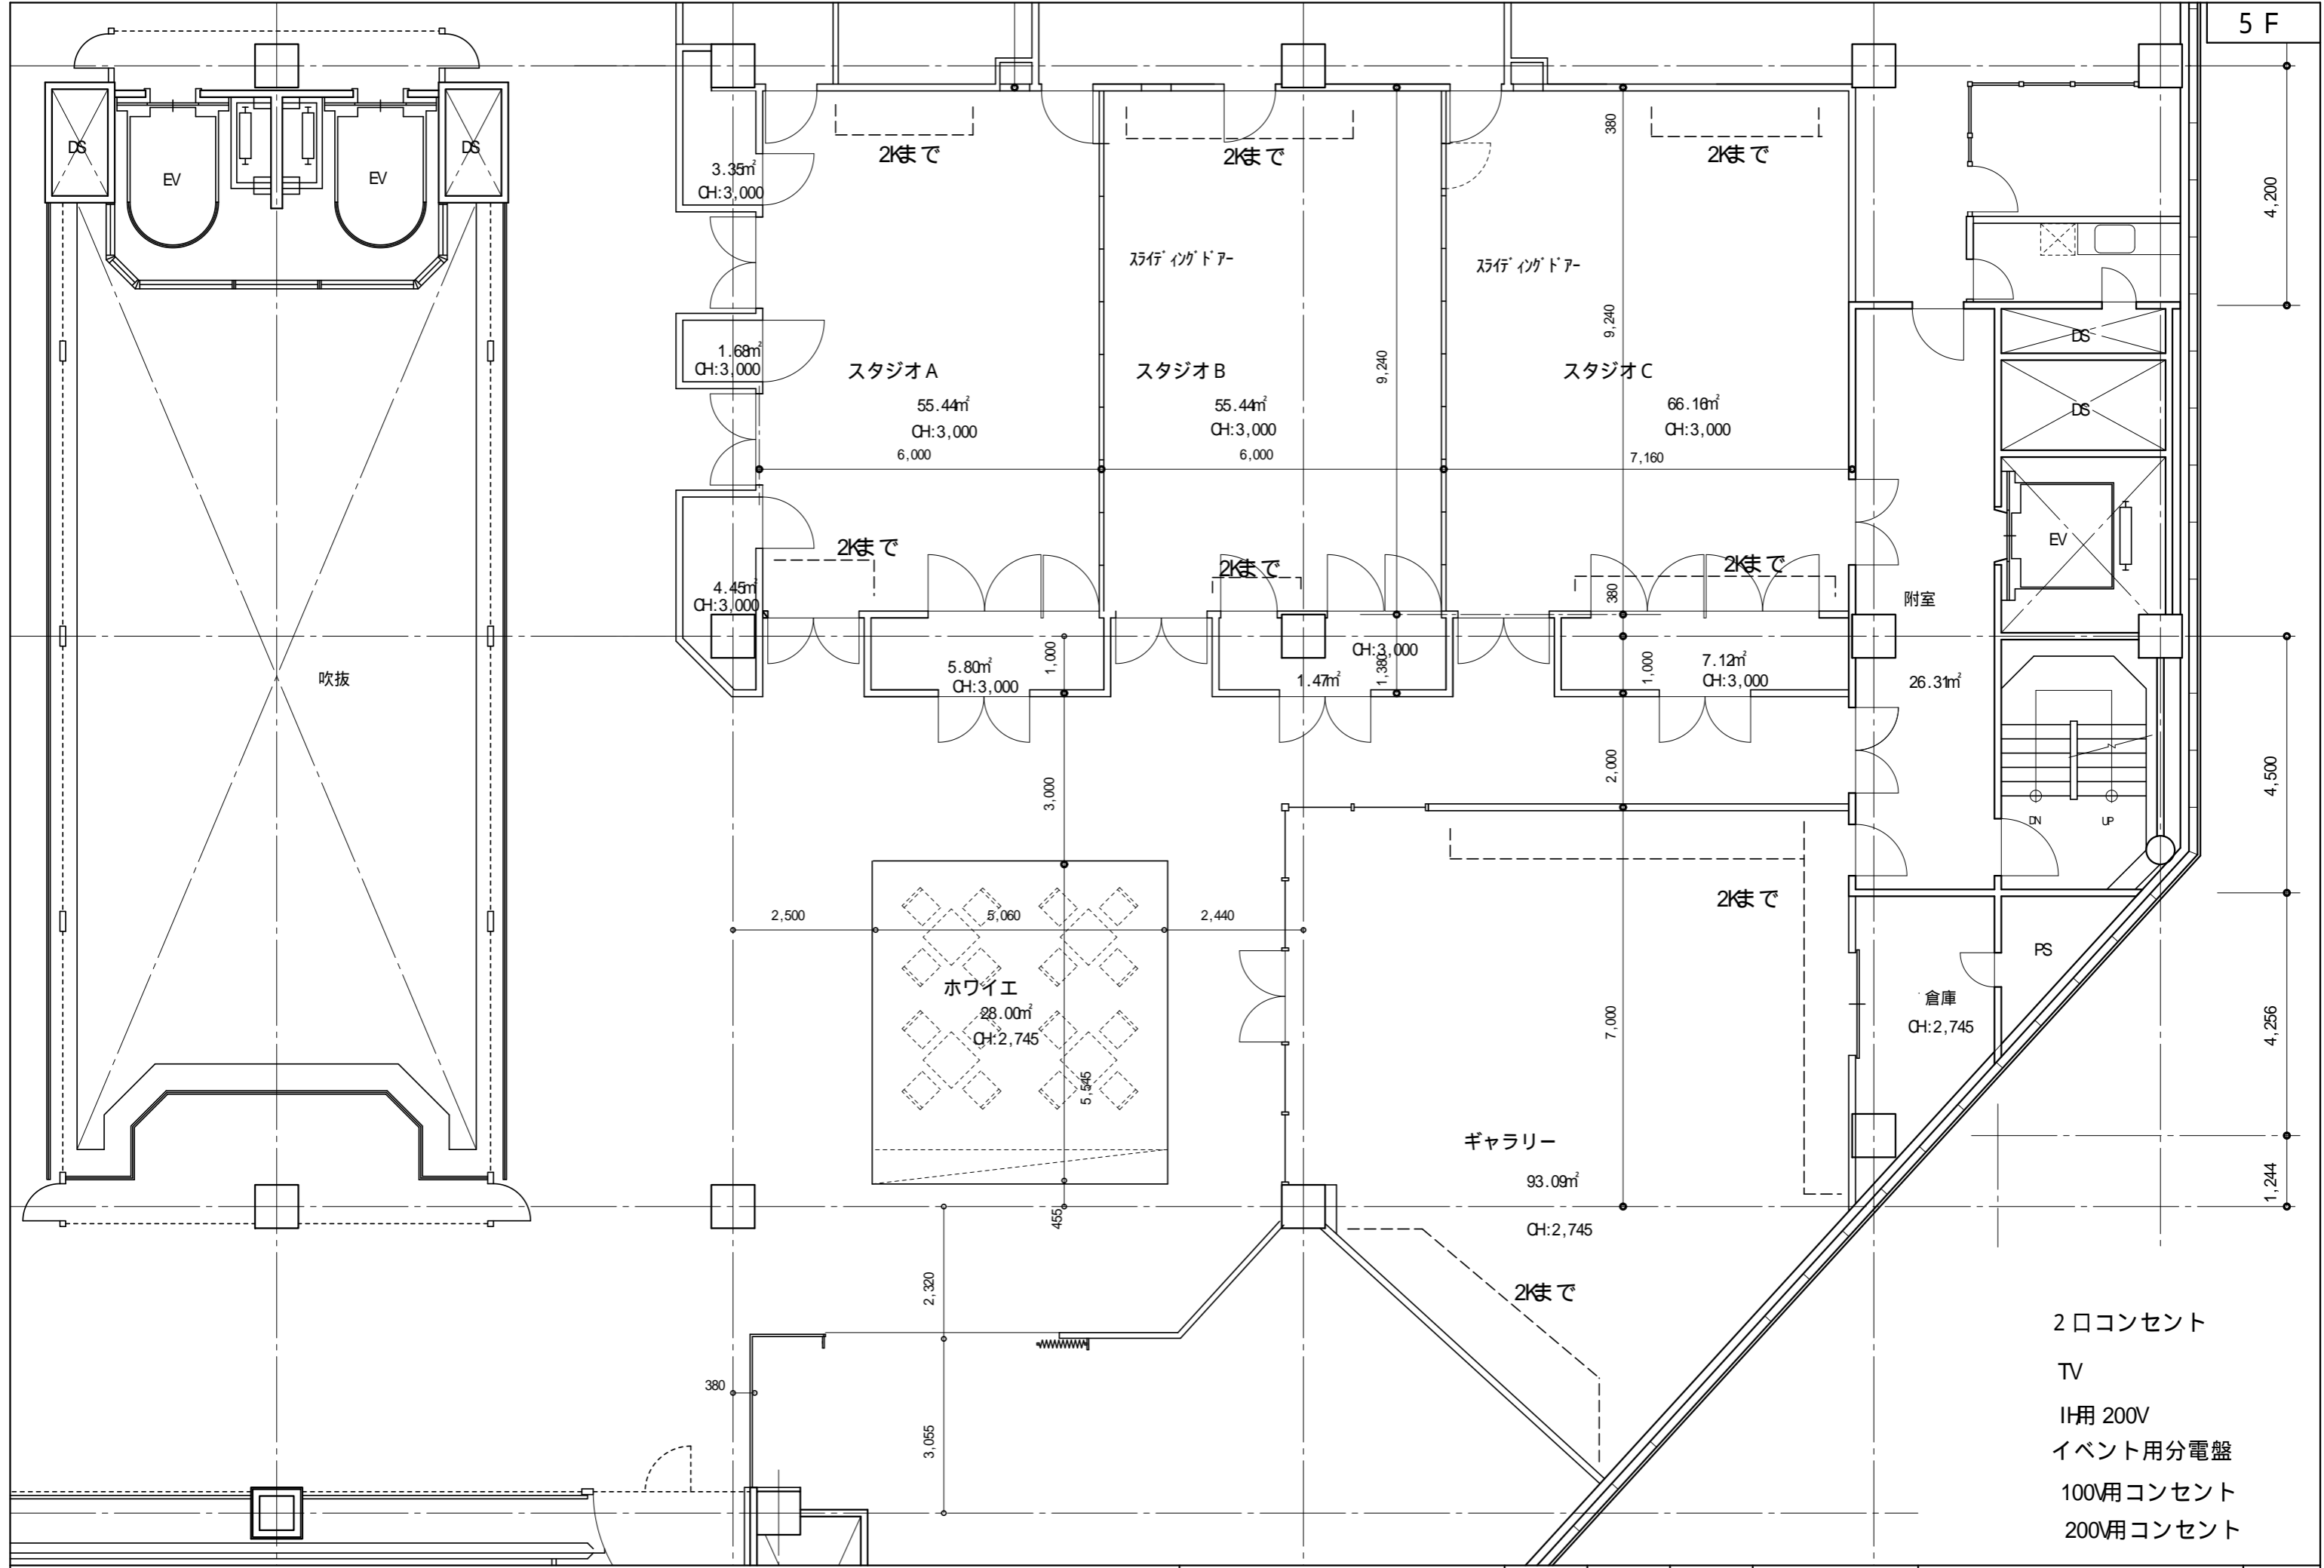 5 F
DS
EV
EV
DS
3.35㎡
CH:3,000
2Kまで
2Kまで
2Kまで
380
4,200
スライディングドアー
スライディングドアー
1.68㎡
CH:3,000
スタジオA
55.44㎡
CH:3,000
6,000
スタジオB
55.44㎡
CH:3,000
6,000
9,240
9,240
スタジオC
66.16㎡
CH:3,000
7,160
DS
DS
EV
2Kまで
2Kまで
2Kまで
4.45㎡
CH:3,000
380
附室
26.31㎡
吹抜
5.80㎡
CH:3,000
1,000
CH:3,000
1.47㎡
1,380
1,000
7.12㎡
CH:3,000
3,000
2,000
4,500
DN
UP
2,500
5,060
2,440
2Kまで
ホワイエ
28.00㎡
CH:2,745
5,545
7,000
PS
倉庫
CH:2,745
4,256
ギャラリー
93.09㎡
CH:2,745
1,244
455
2,320
2Kまで
380
3,055
2口コンセント
TV
IH用 200V
イベント用分電盤
100V用コンセント
200V用コンセント